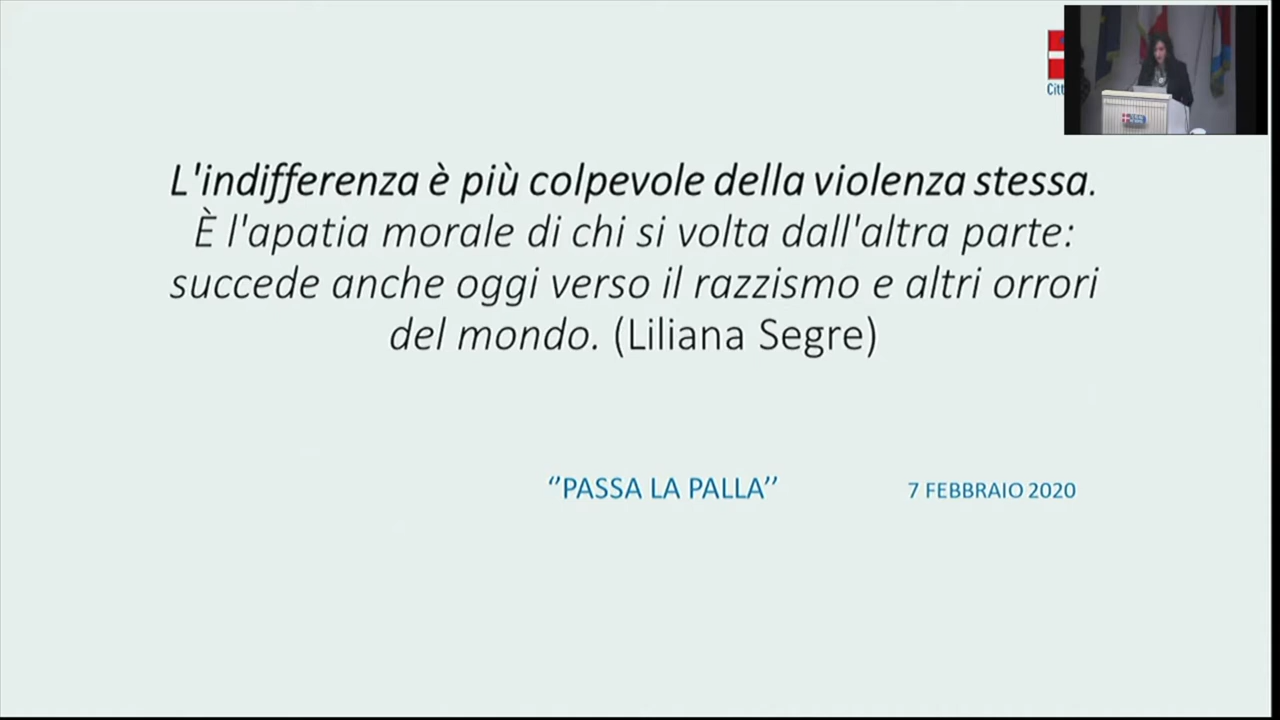 L'indifferenza è più colpevole della violenza stessa.
È l'apatia morale di chi si volta dall'altra parte:
succede anche oggi verso il razzismo e altri orrori
del mondo. (Liliana Segre)
‘’PASSA LA PALLA’’
7 FEBBRAIO 2020